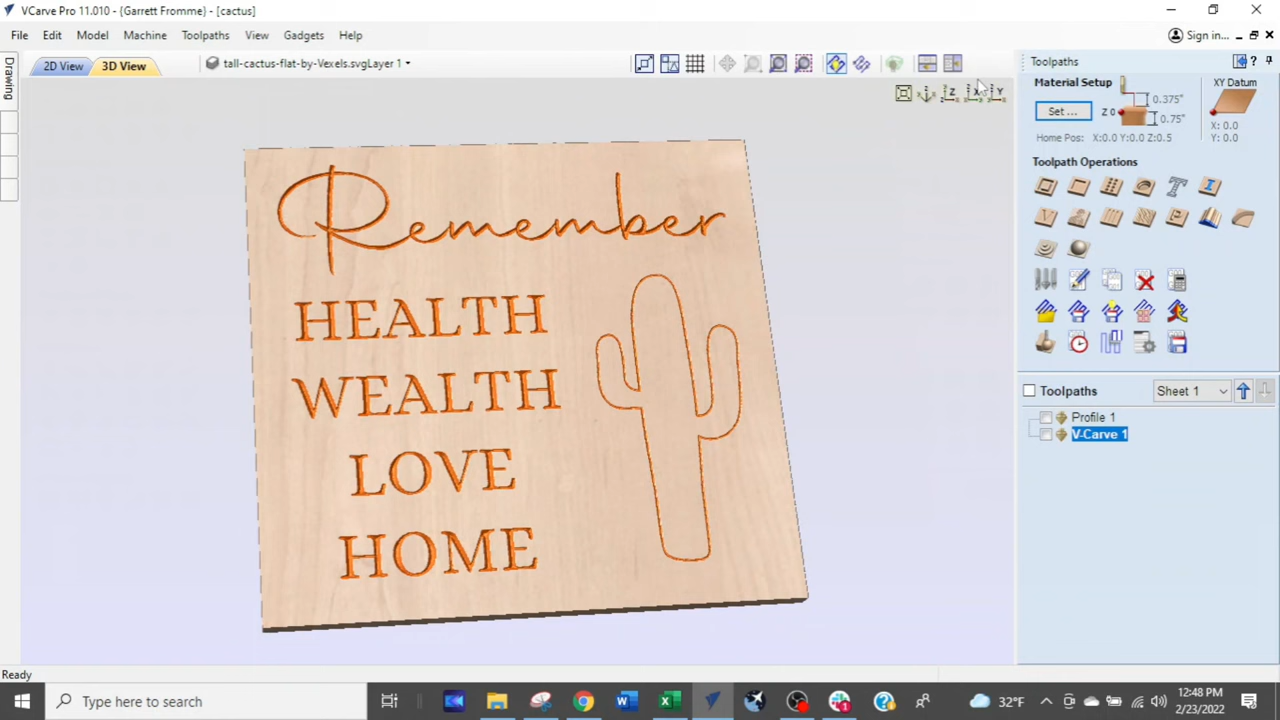 VCarve Pro 11.010 - {Garrett Fromme} - [cactus]
File Edit Model Machine Toolpaths View Gadgets Help
Sign in...
Drawing
2D View 3D View tall-cactus-flat-by-Vexels.svgLayer 1
Z X Y
Remember
HEALTH
WEALTH
LOVE
HOME
Toolpaths
Material Setup
Set ...
Z 0
0.375"
0.75"
Home Pos: X:0.0 Y:0.0 Z:0.5
XY Datum
X: 0.0
Y: 0.0
Toolpath Operations
Toolpaths Sheet 1
Profile 1
V-Carve 1
Ready
Type here to search
32°F
12:48 PM
2/23/2022